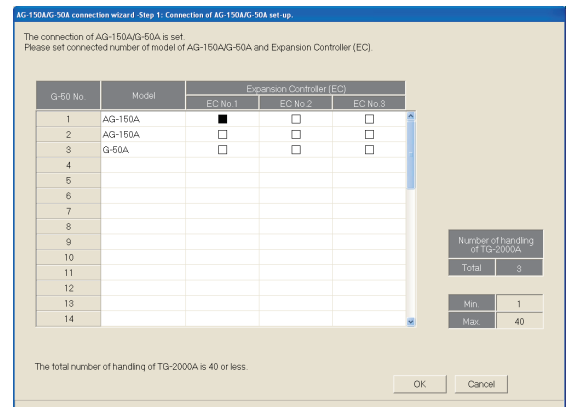 AG-150A/G-50A connection wizard -Step 1: Connection of AG-150A/G-50A set-up.
The connection of AG-150A/G-50A is set.
Please set connected number of model of AG-150A/G-50A and Expansion Controller (EC).
G-50 No. Model Expansion Controller (EC)
EC No.1 EC No.2 EC No.3
1 AG-150A
2 AG-150A
3 G-50A
4
5
6
7
8
9
10
11
12
13
14
Number of handling
of TG-2000A
Total 3
Min. 1
Max. 40
The total number of handling of TG-2000A is 40 or less.
OK Cancel